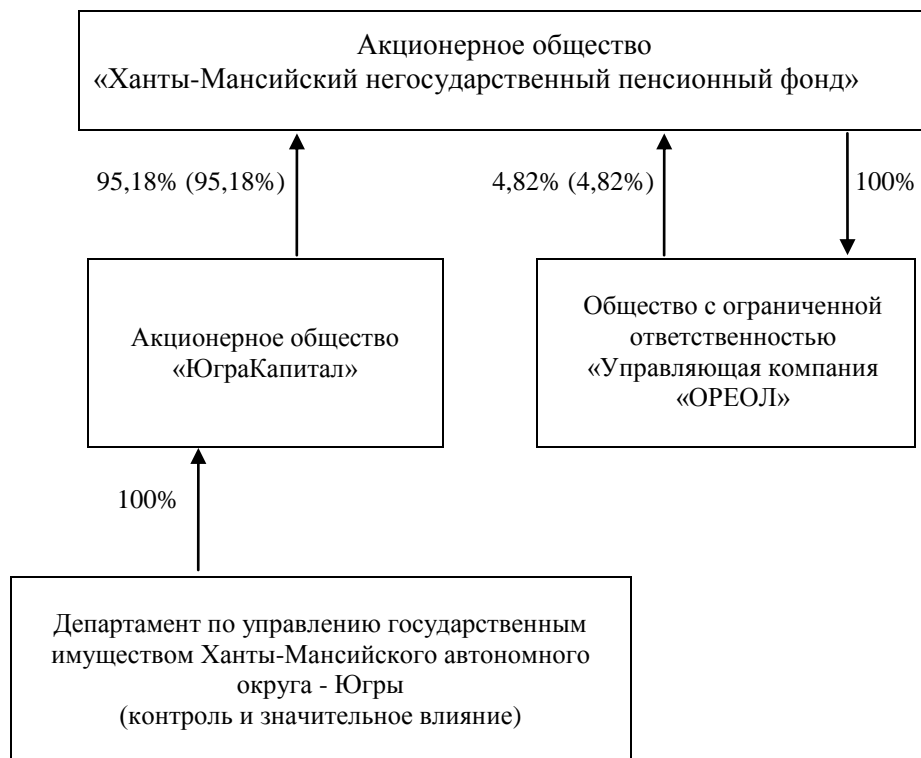 Акционерное общество
«Ханты-Мансийский негосударственный пенсионный фонд»
95,18% (95,18%)
4,82% (4,82%)
100%
Акционерное общество
«ЮграКапитал»
Общество с ограниченной
ответственностью
«Управляющая компания
«ОРЕОЛ»
100%
Департамент по управлению государственным
имуществом Ханты-Мансийского автономного
округа - Югры
(контроль и значительное влияние)